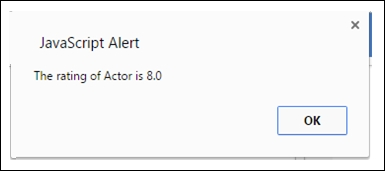 JavaScript Alert
The rating of Actor is 8.0
OK